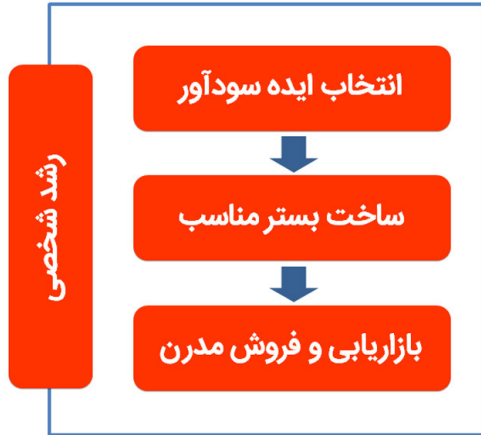 انتخاب ایده سودآور
ساخت بستر مناسب
بازاریابی و فروش مدرن
رشد شخصی